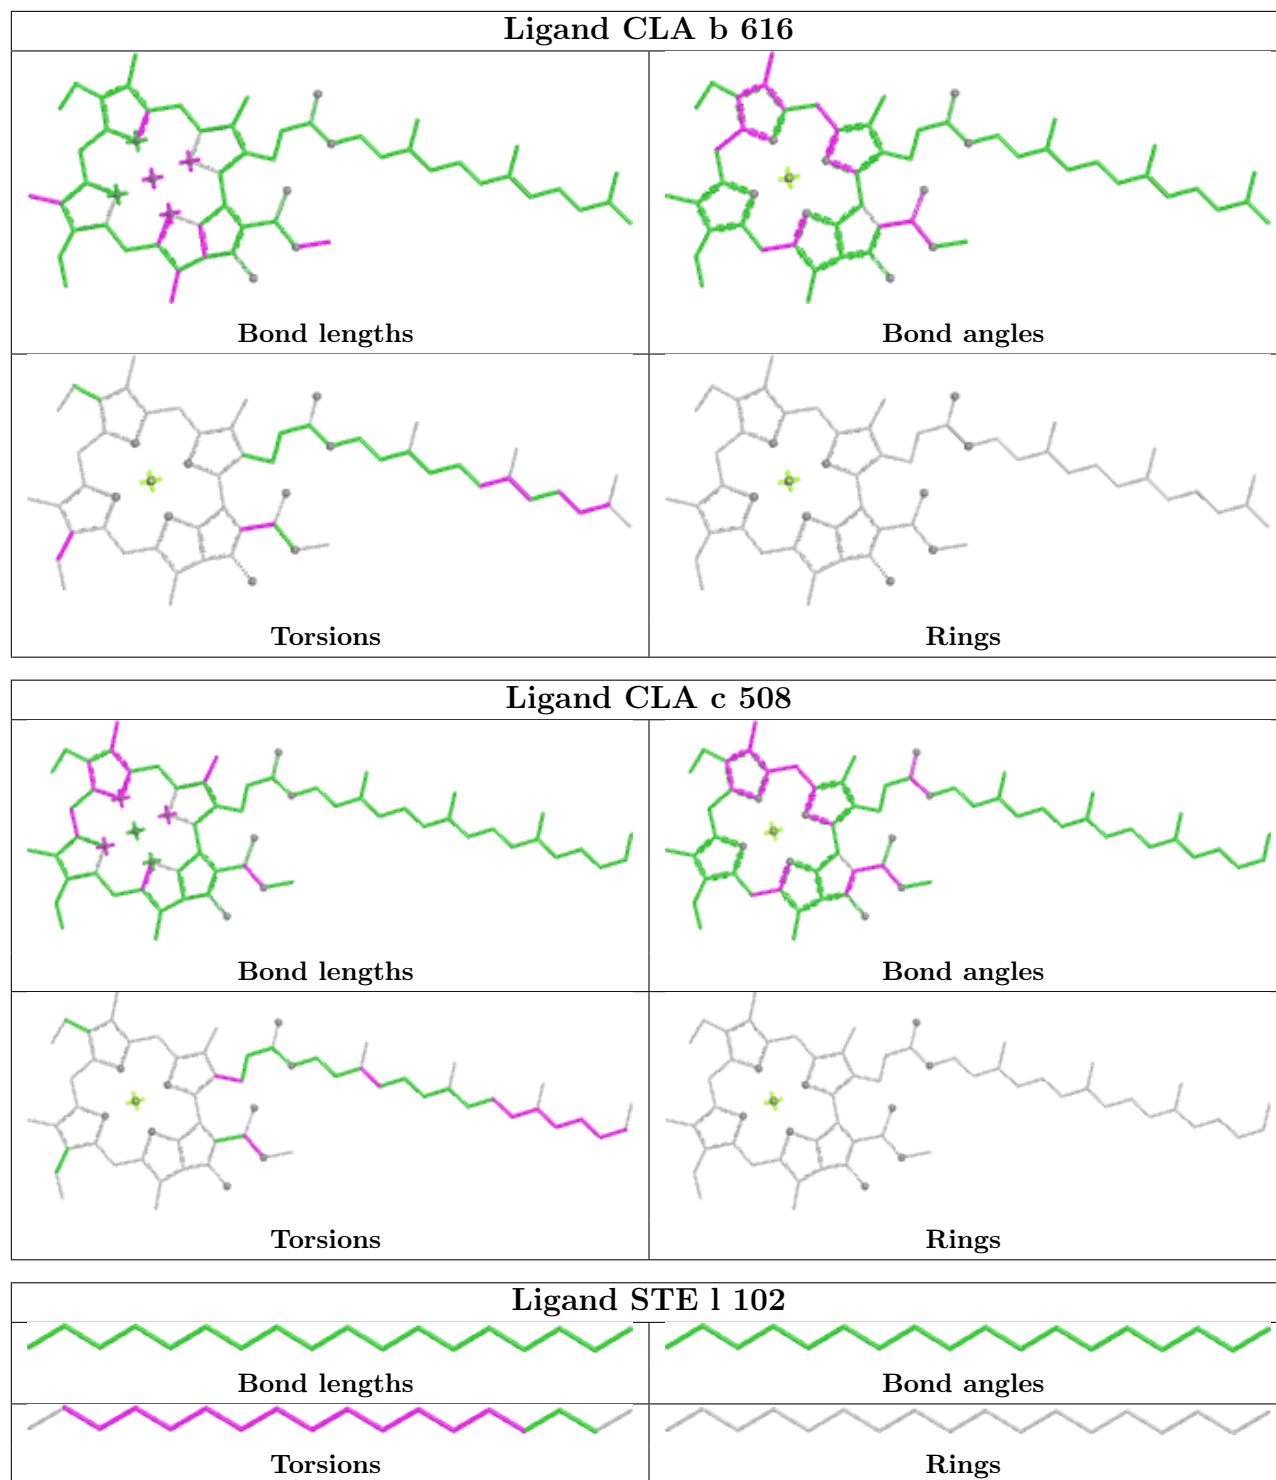 Ligand CLA b 616
Bond lengths
Bond angles
Torsions
Rings
Ligand CLA c 508
Bond lengths
Bond angles
Torsions
Rings
Ligand STE l 102
Bond lengths
Bond angles
Torsions
Rings